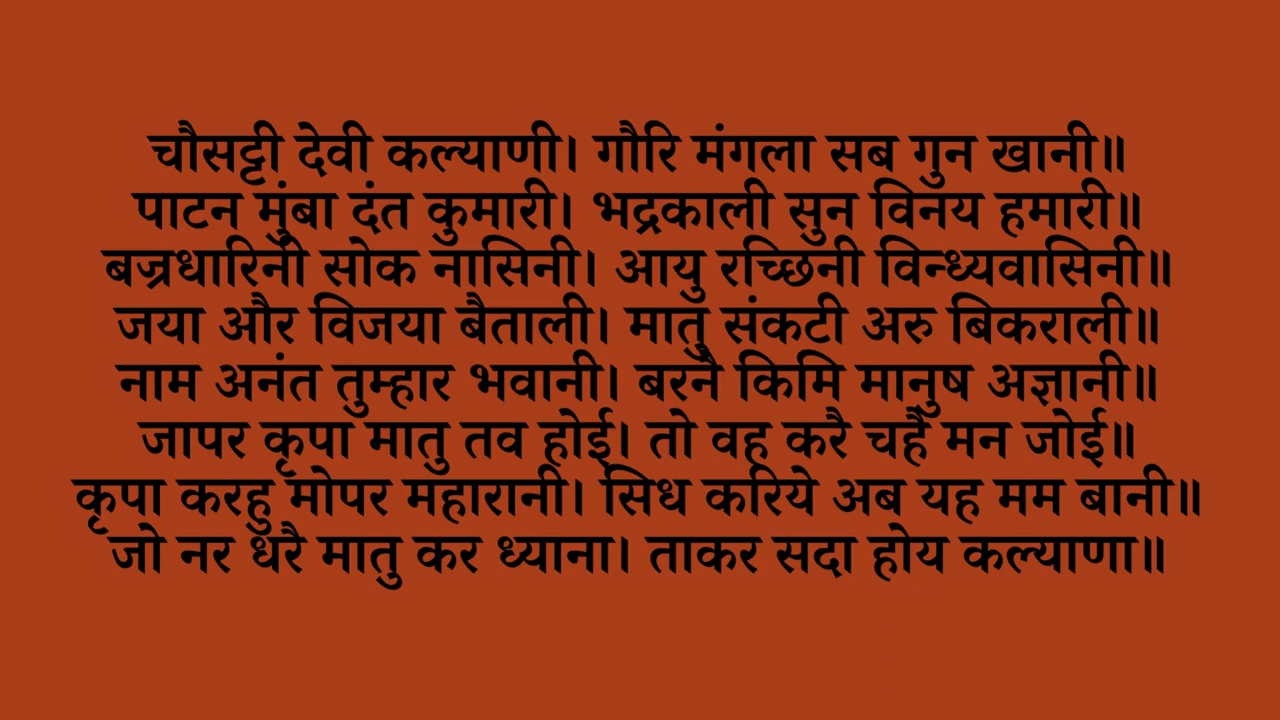 चौसट्टी देवी कल्याणी। गौरि मंगला सब गुन खानी॥
पाटन मुंबा दंत कुमारी। भद्रकाली सुन विनय हमारी॥
बज्रधारिनी सोक नासिनी। आयु रच्छिनी विन्ध्यवासिनी॥
जया और विजया बैताली। मातु संकटी अरु बिकराली॥
नाम अनंत तुम्हार भवानी। बरनै किमि मानुष अज्ञानी॥
जापर कृपा मातु तव होई। तो वह करै चहै मन जोई॥
कृपा करहु मोपर महारानी। सिध करिये अब यह मम बानी॥
जो नर धरै मातु कर ध्याना। ताकर सदा होय कल्याणा॥